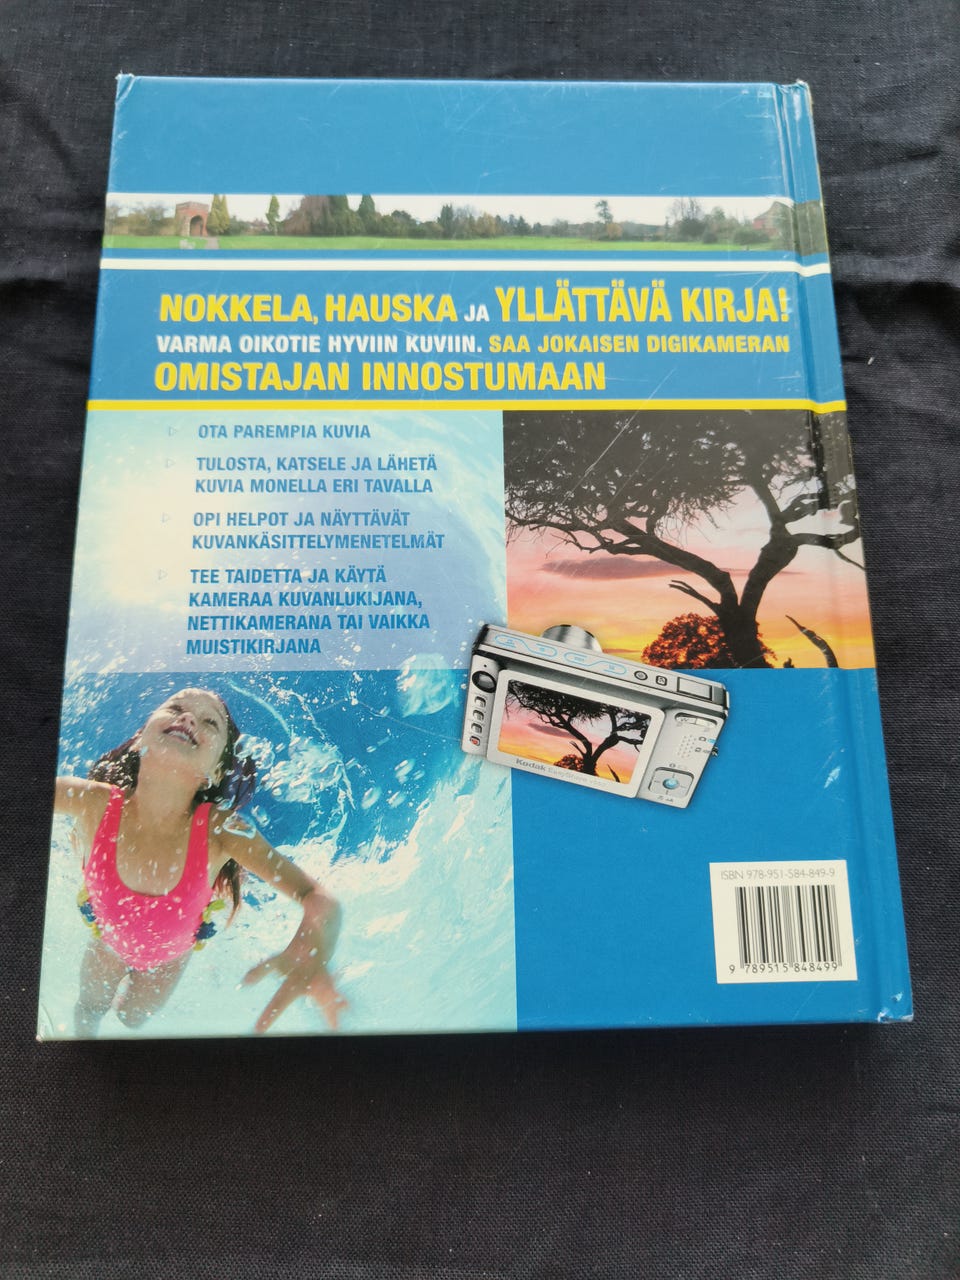 NOKKELA, HAUSKA JA YLLÄTTÄVÄ KIRJA!
VARMA OIKOTIE HYVIIN KUVIIN. SAA JOKAISEN DIGIKAMERAN
OMISTAJAN INNOSTUMAAN
OTA PAREMPIA KUVIA
TULOSTA, KATSELE JA LÄHETÄ
KUVIA MONELLA ERI TAVALLA
OPI HELPOT JA NÄYTTÄVÄT
KUVANKÄSITTELYMENETELMÄT
TEE TAIDETTA JA KÄYTÄ
KAMERAA KUVANLUKIJANA,
NETTIKAMERANA TAI VAIKKA
MUISTIKIRJANA
Kodak EasyShare
ISBN 978-951-584-849-9
9 789515 848499